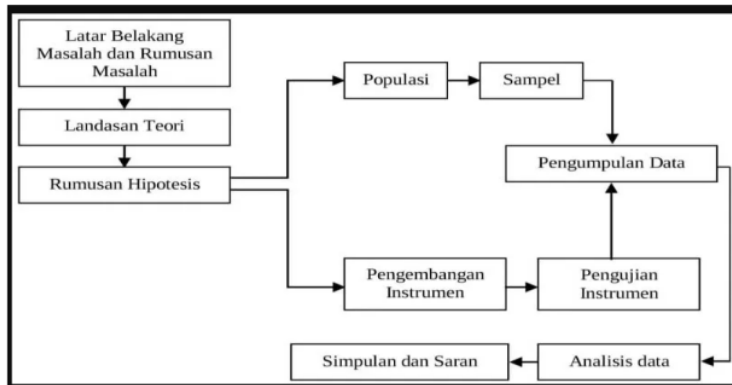 Latar Belakang
Masalah dan Rumusan
Masalah
Landasan Teori
Rumusan Hipotesis
Populasi
Sampel
Pengumpulan Data
Pengembangan
Instrumen
Pengujian
Instrumen
Analisis data
Simpulan dan Saran